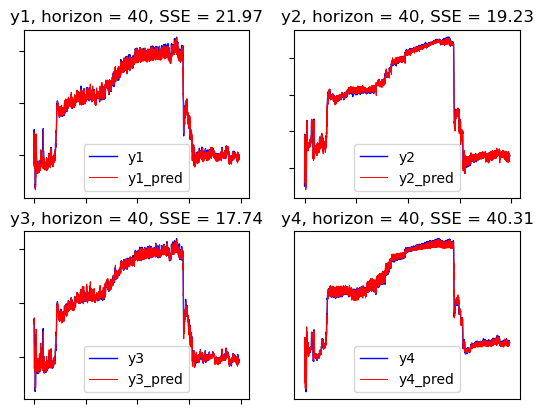 y1, horizon = 40, SSE = 21.97
y1
y1_pred
y2, horizon = 40, SSE = 19.23
y2
y2_pred
y3, horizon = 40, SSE = 17.74
y3
y3_pred
y4, horizon = 40, SSE = 40.31
y4
y4_pred